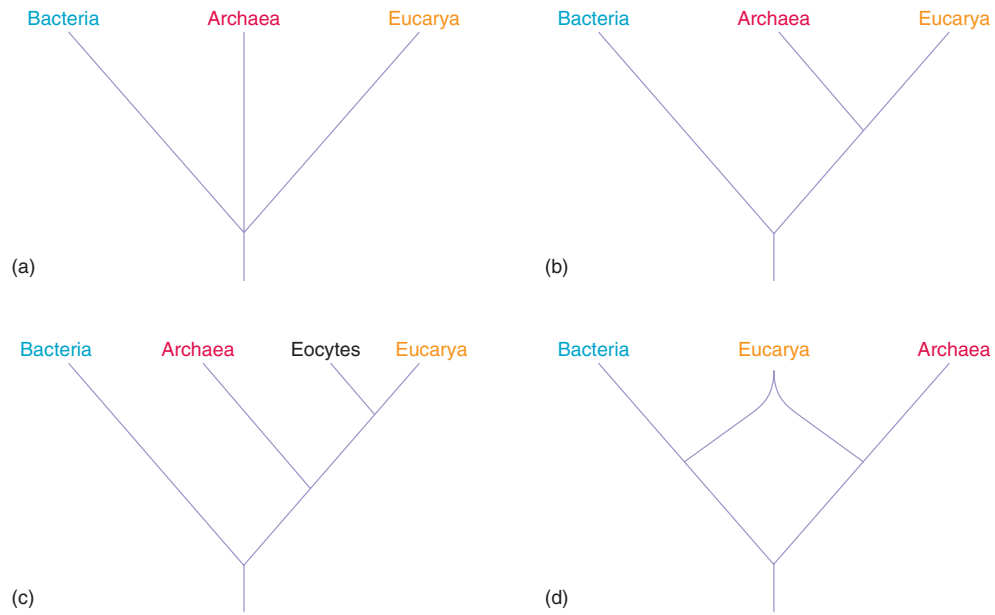 Bacteria Archaea Eucarya
(a)
Bacteria Archaea Eucarya
(b)
Bacteria Archaea Eocytes Eucarya
(c)
Bacteria Eucarya Archaea
(d)